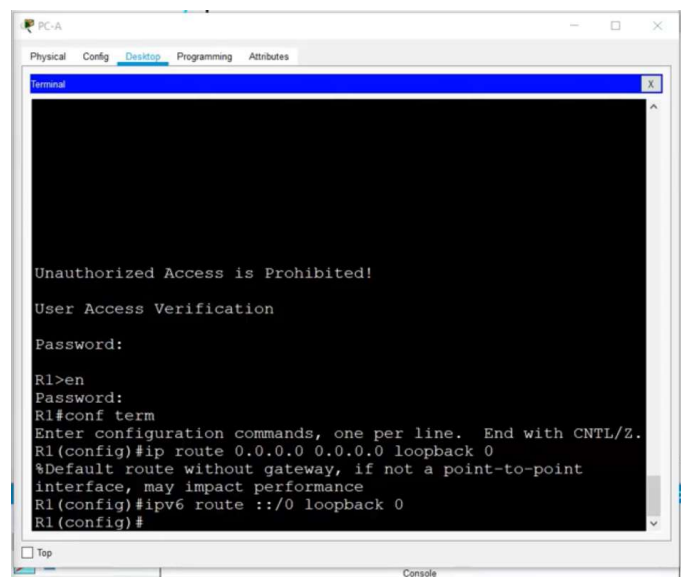 PC-A
Physical Config Desktop Programming Attributes
Terminal X
Unauthorized Access is Prohibited!
User Access Verification
Password:
R1>en
Password:
R1#conf term
Enter configuration commands, one per line. End with CNTL/Z.
R1(config)#ip route 0.0.0.0 0.0.0.0 loopback 0
%Default route without gateway, if not a point-to-point
interface, may impact performance
R1(config)#ipv6 route ::/0 loopback 0
R1(config)#
Top
Console